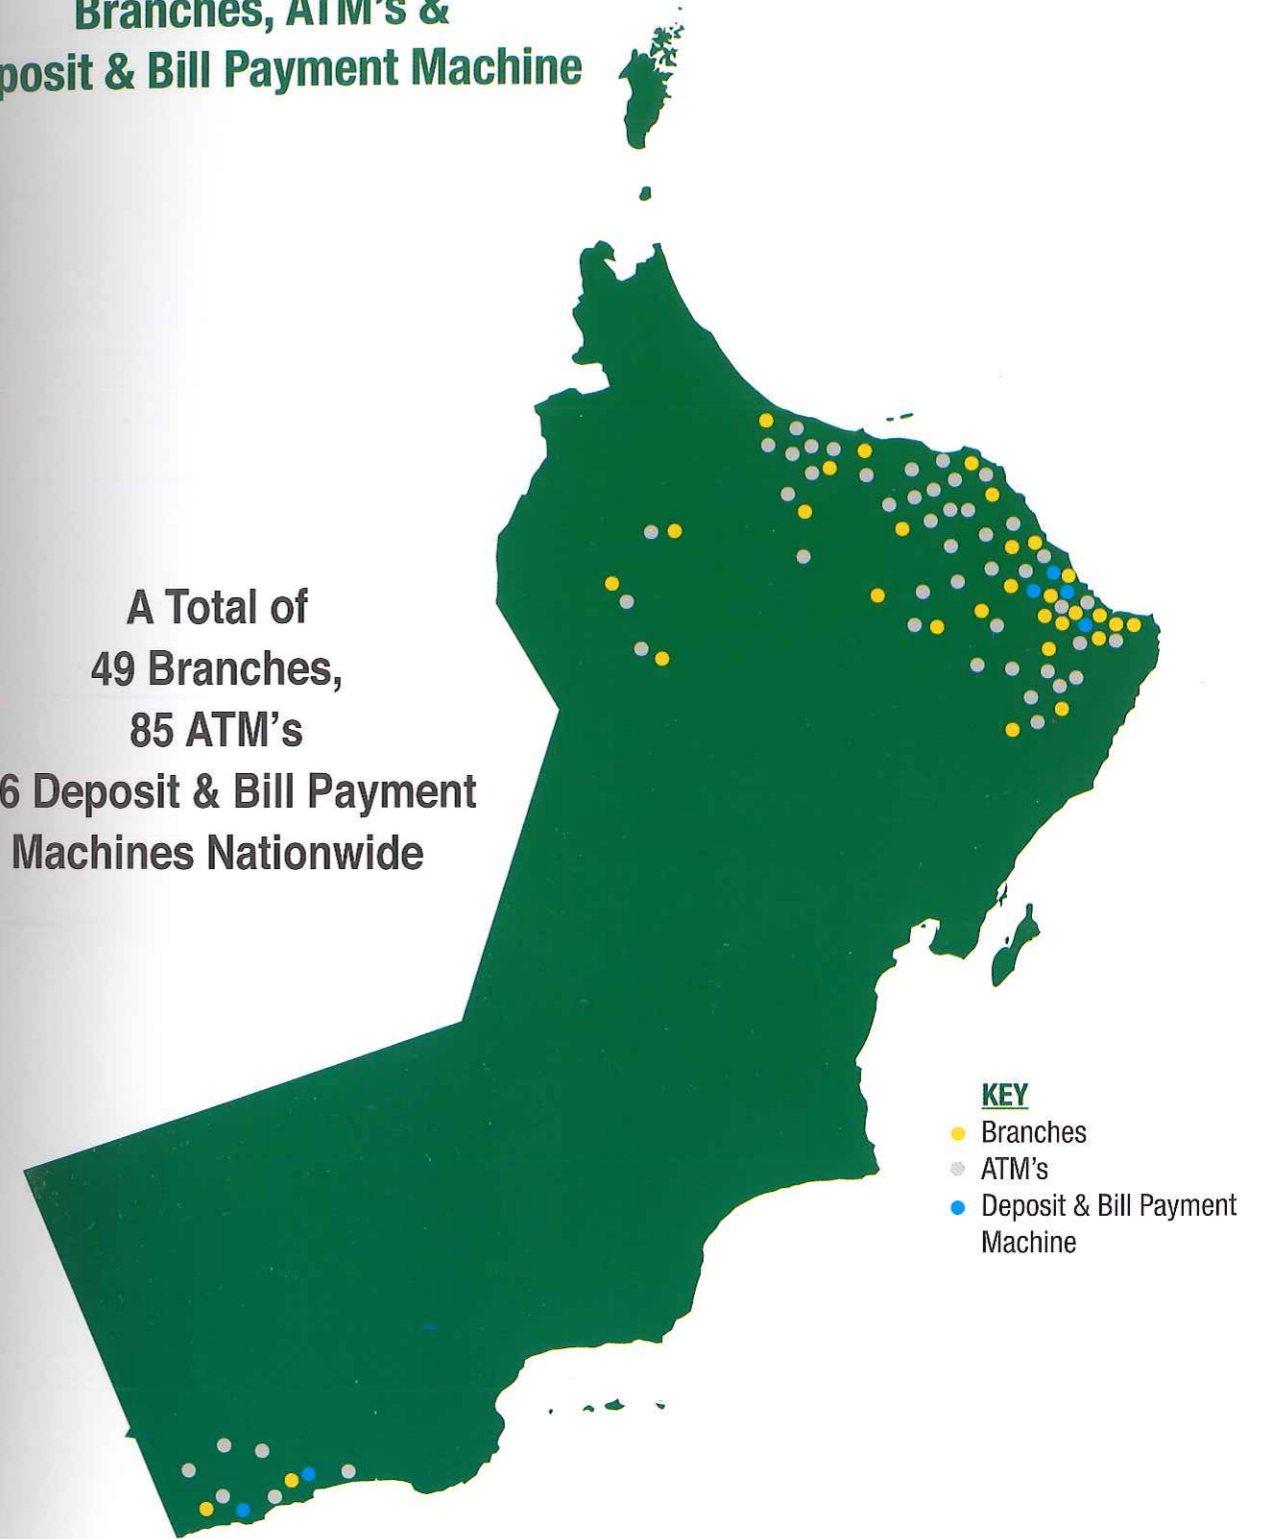 Branches, ATM's &
posit & Bill Payment Machine
A Total of
49 Branches,
85 ATM's
6 Deposit & Bill Payment
Machines Nationwide
KEY
Branches
ATM's
Deposit & Bill Payment
Machine